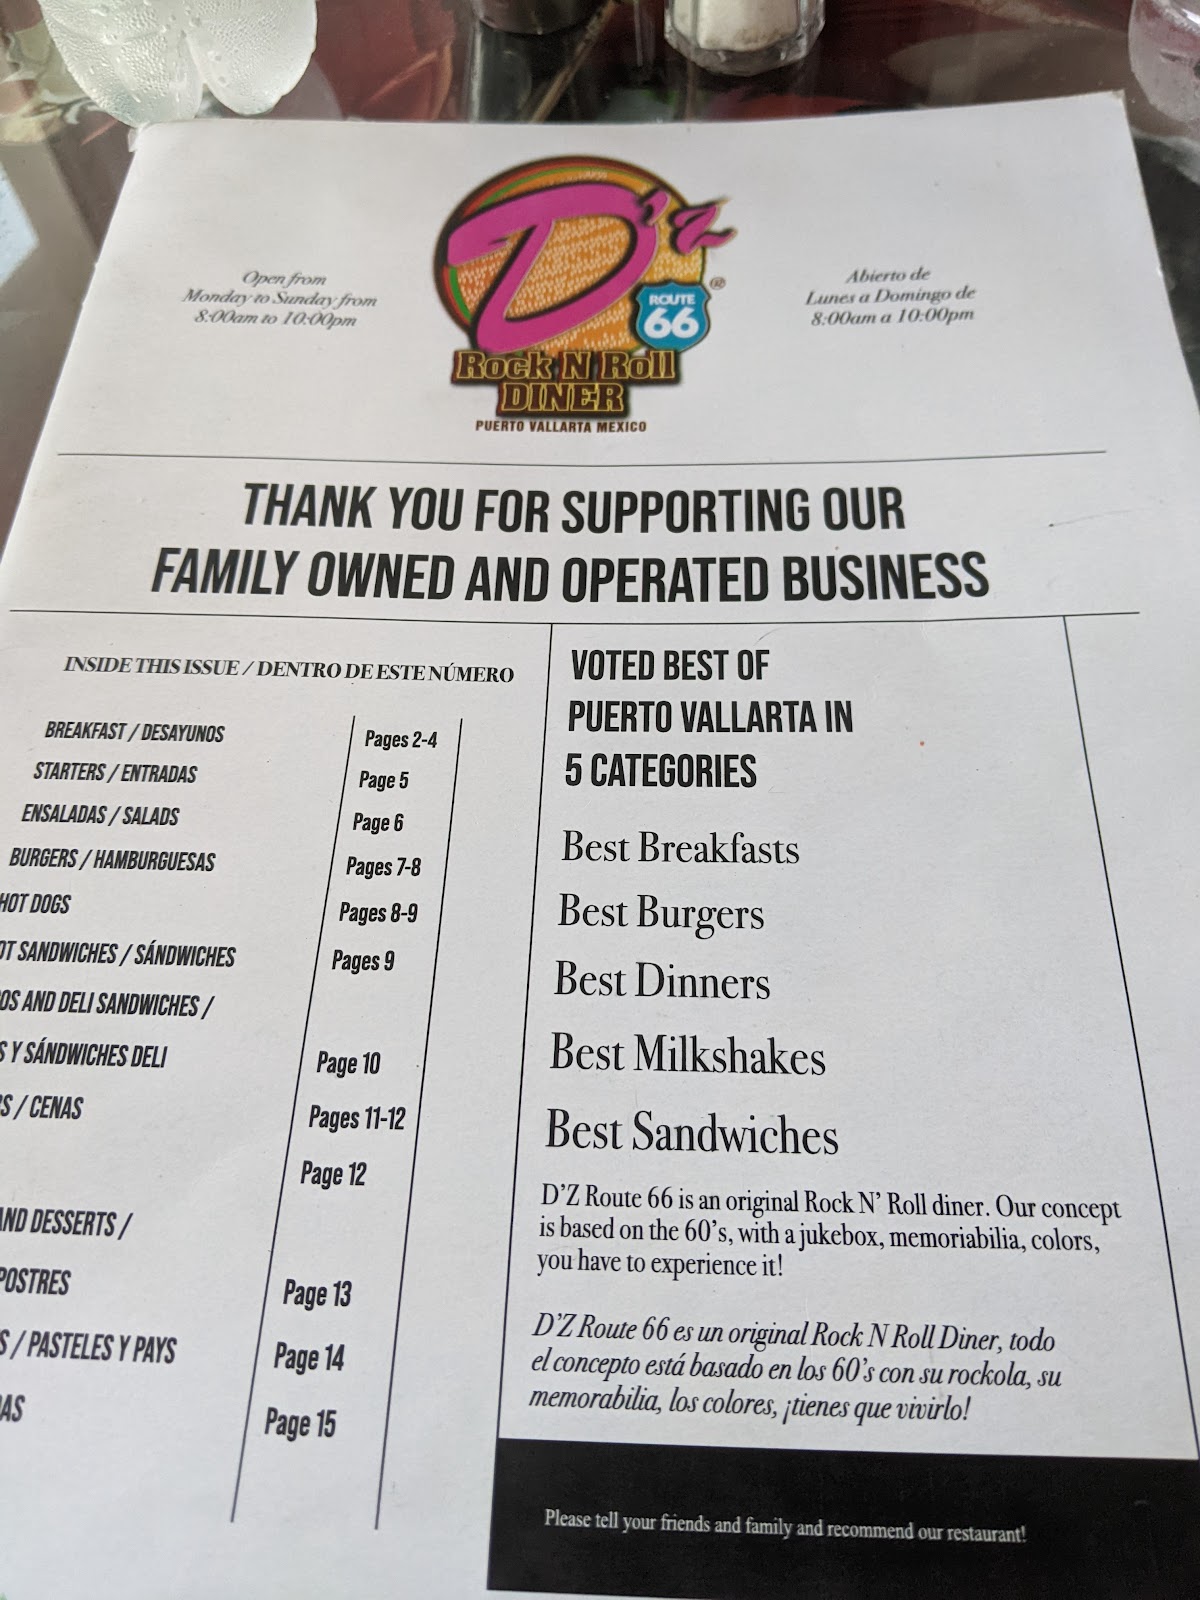 Open from
Monday to Sunday from
8:00am to 10:00pm
D'z
®
ROUTE
66
Rock N Roll
DINER
PUERTO VALLARTA MEXICO
Abierto de
Lunes a Domingo de
8:00am a 10:00pm
THANK YOU FOR SUPPORTING OUR
FAMILY OWNED AND OPERATED BUSINESS
INSIDE THIS ISSUE / DENTRO DE ESTE NÚMERO
BREAKFAST / DESAYUNOS Pages 2-4
STARTERS / ENTRADAS Page 5
ENSALADAS / SALADS Page 6
BURGERS / HAMBURGUESAS Pages 7-8
HOT DOGS Pages 8-9
OT SANDWICHES / SÁNDWICHES Pages 9
OS AND DELI SANDWICHES /
S Y SÁNDWICHES DELI Page 10
S / CENAS Pages 11-12
Page 12
AND DESSERTS /
POSTRES Page 13
S / PASTELES Y PAYS Page 14
AS Page 15
VOTED BEST OF
PUERTO VALLARTA IN
5 CATEGORIES
Best Breakfasts
Best Burgers
Best Dinners
Best Milkshakes
Best Sandwiches
D'Z Route 66 is an original Rock N' Roll diner. Our concept
is based on the 60's, with a jukebox, memoriabilia, colors,
you have to experience it!
D'Z Route 66 es un original Rock N Roll Diner, todo
el concepto está basado en los 60's con su rockola, su
memorabilia, los colores, ¡tienes que vivirlo!
Please tell your friends and family and recommend our restaurant!